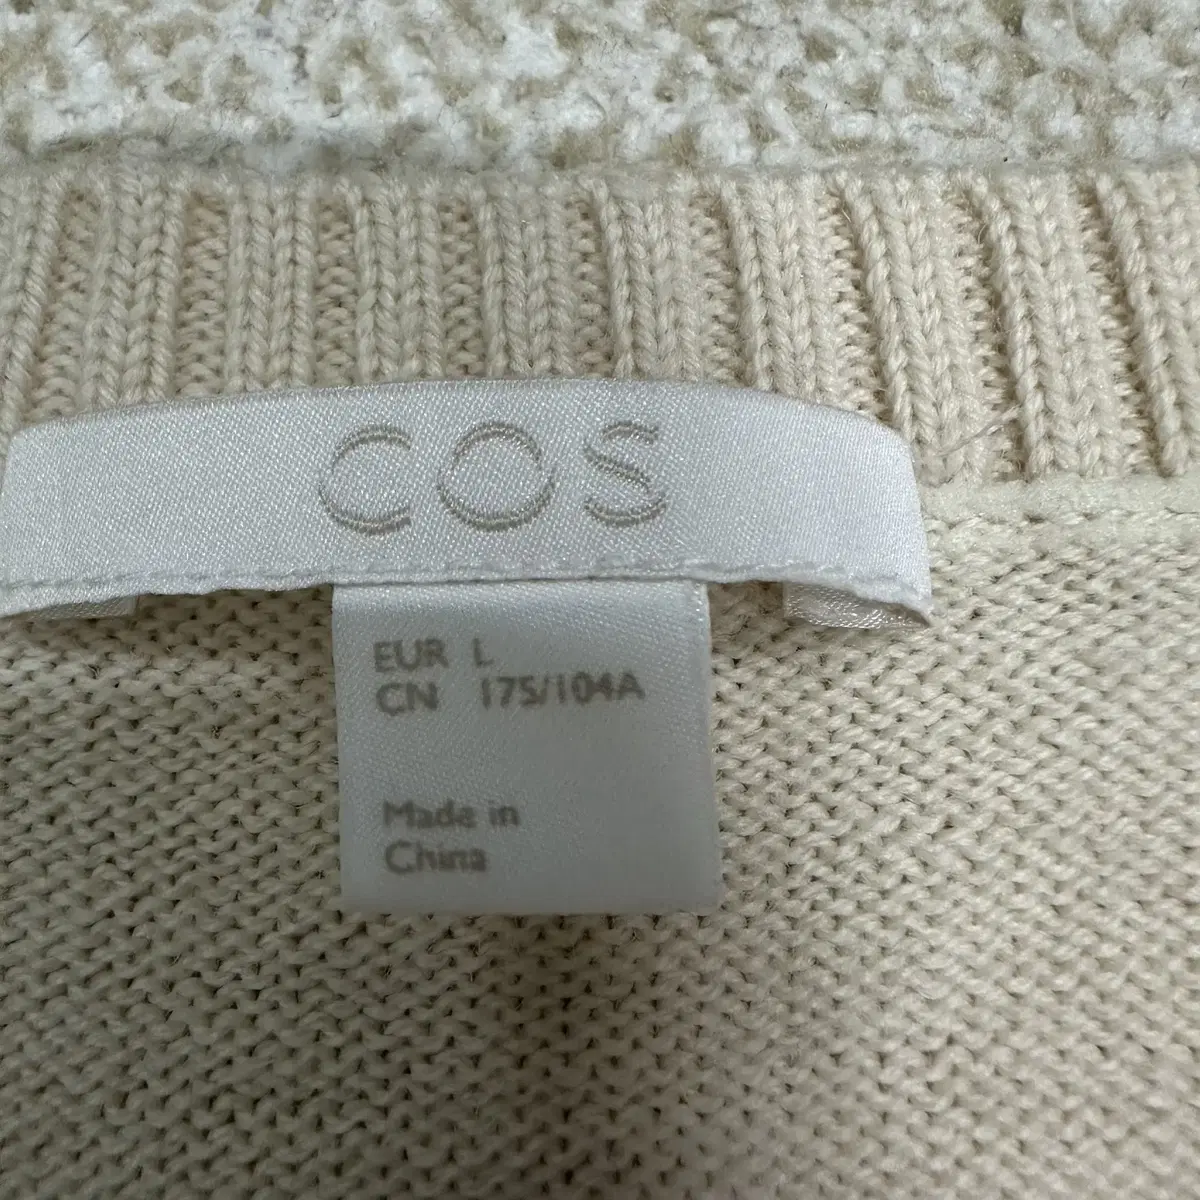 COS
EUR L
CN 175/104A
Made in
China